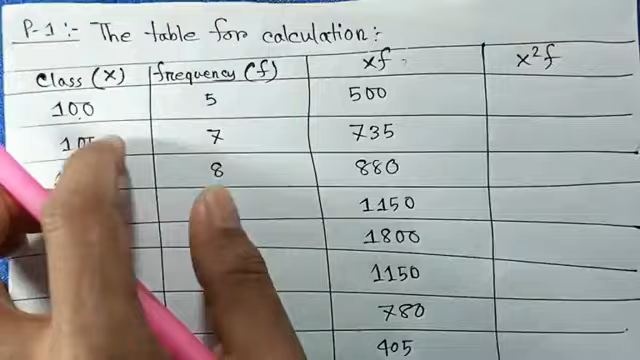 P-1:- The table for calculation:
Class (x) frequency (f) xf x²f
100 5 500
7 735
8 880
1150
1800
1150
780
405